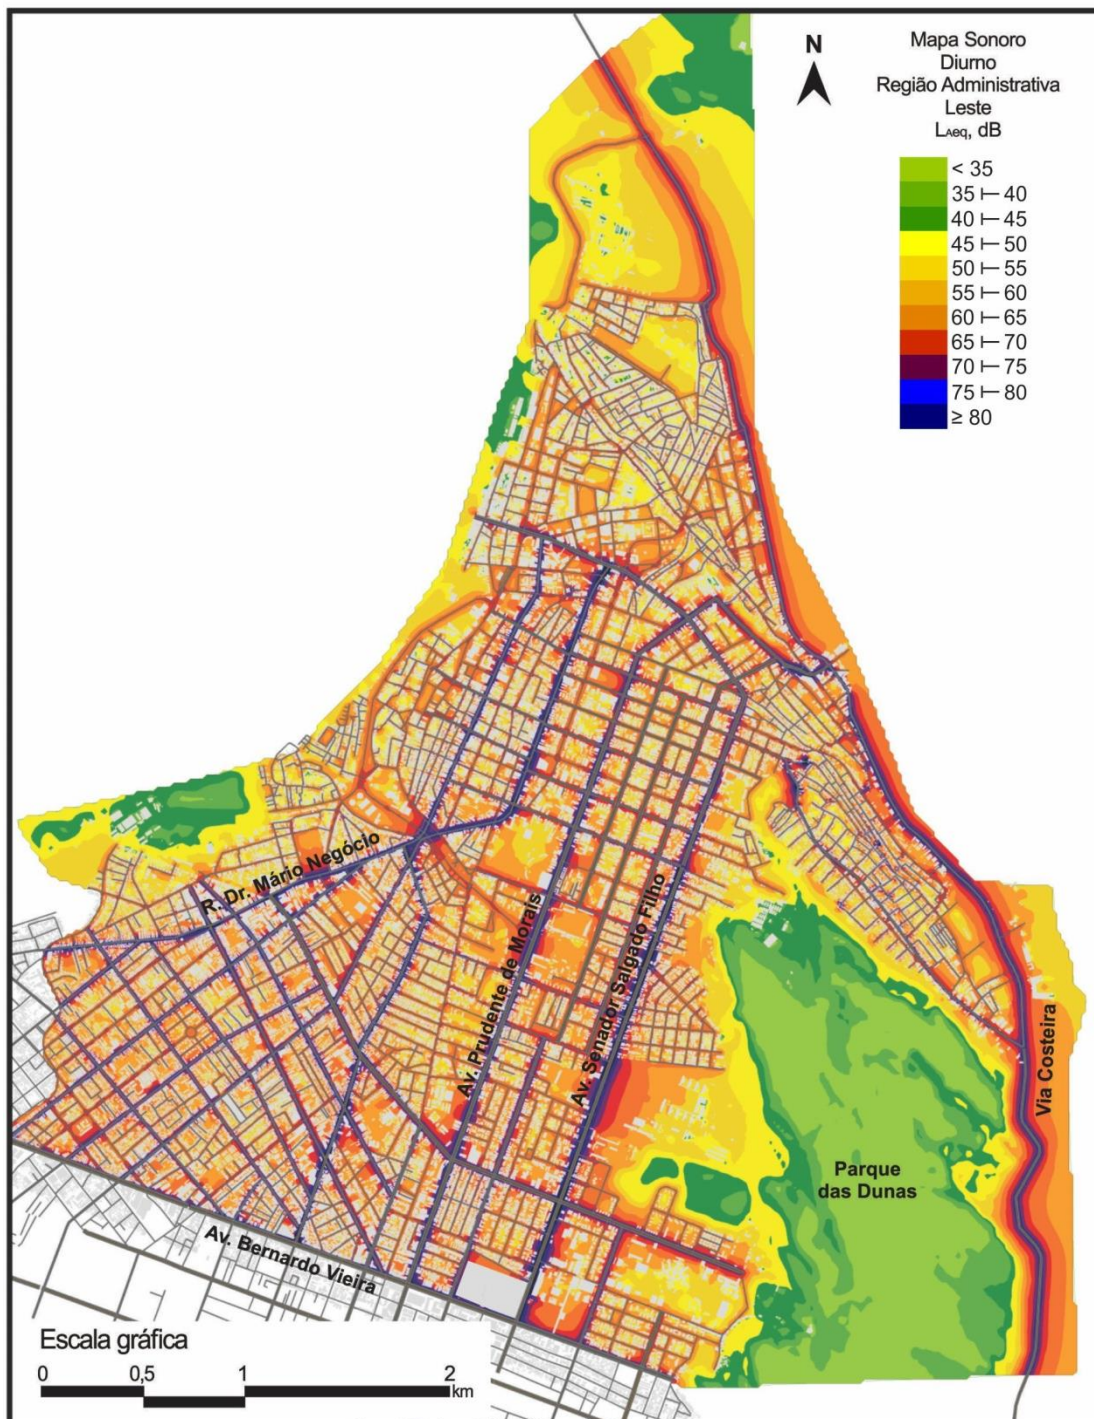 N
Mapa Sonoro
Diurno
Região Administrativa
Leste
LAeq, dB
< 35
35 ⊢ 40
40 ⊢ 45
45 ⊢ 50
50 ⊢ 55
55 ⊢ 60
60 ⊢ 65
65 ⊢ 70
70 ⊢ 75
75 ⊢ 80
≥ 80
R. Dr. Mário Negócio
Av. Prudente de Morais
Av. Senador Salgado Filho
Via Costeira
Parque
das Dunas
Av. Bernardo Vieira
Escala gráfica
0 0,5 1 2
km